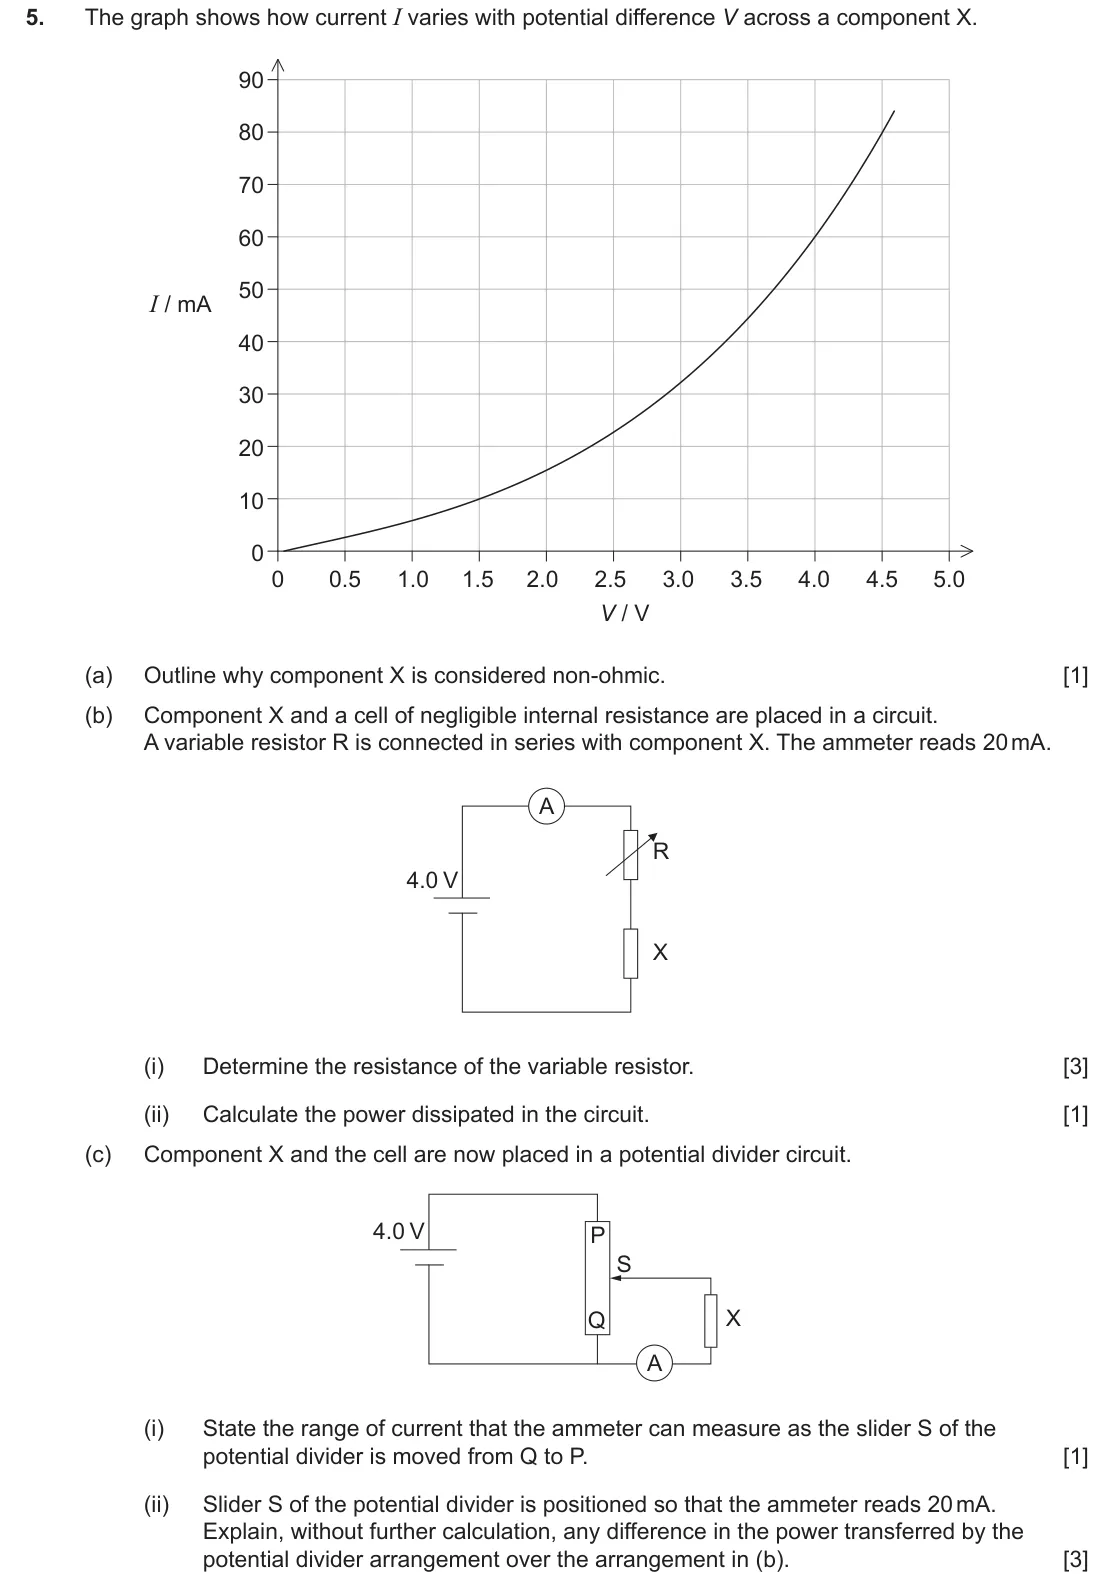 5. The graph shows how current I varies with potential difference V across a component X.
90
80
70
60
50
I / mA
40
30
20
10
0
0 0.5 1.0 1.5 2.0 2.5 3.0 3.5 4.0 4.5 5.0
V / V
(a) Outline why component X is considered non-ohmic. [1]
(b) Component X and a cell of negligible internal resistance are placed in a circuit.
A variable resistor R is connected in series with component X. The ammeter reads 20 mA.
A
R
4.0 V
X
(i) Determine the resistance of the variable resistor. [3]
(ii) Calculate the power dissipated in the circuit. [1]
(c) Component X and the cell are now placed in a potential divider circuit.
4.0 V
P
S
Q
X
A
(i) State the range of current that the ammeter can measure as the slider S of the
potential divider is moved from Q to P. [1]
(ii) Slider S of the potential divider is positioned so that the ammeter reads 20 mA.
Explain, without further calculation, any difference in the power transferred by the
potential divider arrangement over the arrangement in (b). [3]